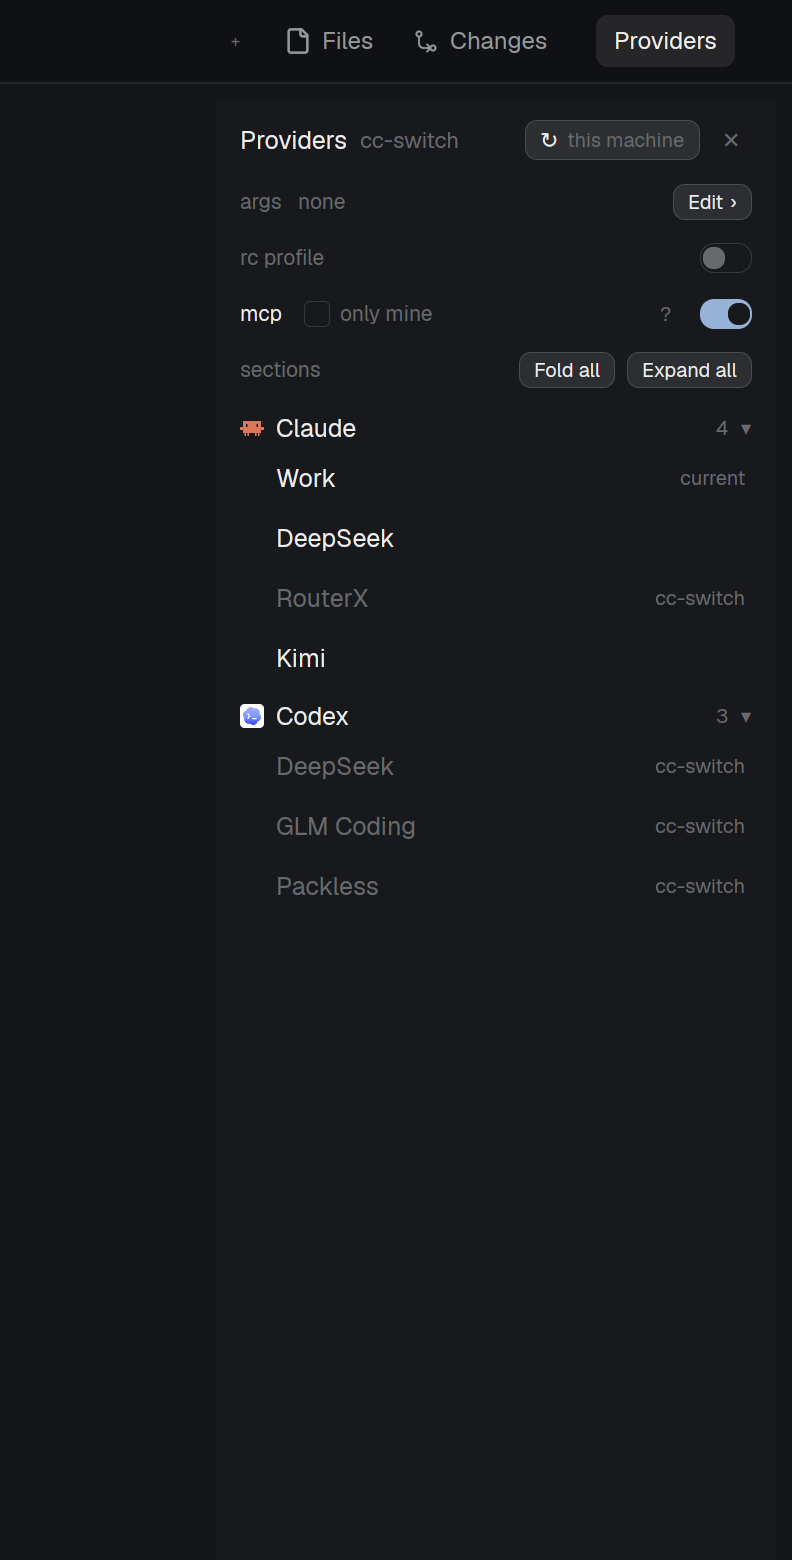 + Files Changes Providers
Providers cc-switch ↻ this machine ✕
args none Edit ›
rc profile
mcp only mine ?
sections Fold all Expand all
Claude 4 ▾
Work current
DeepSeek
RouterX cc-switch
Kimi
Codex 3 ▾
DeepSeek cc-switch
GLM Coding cc-switch
Packless cc-switch